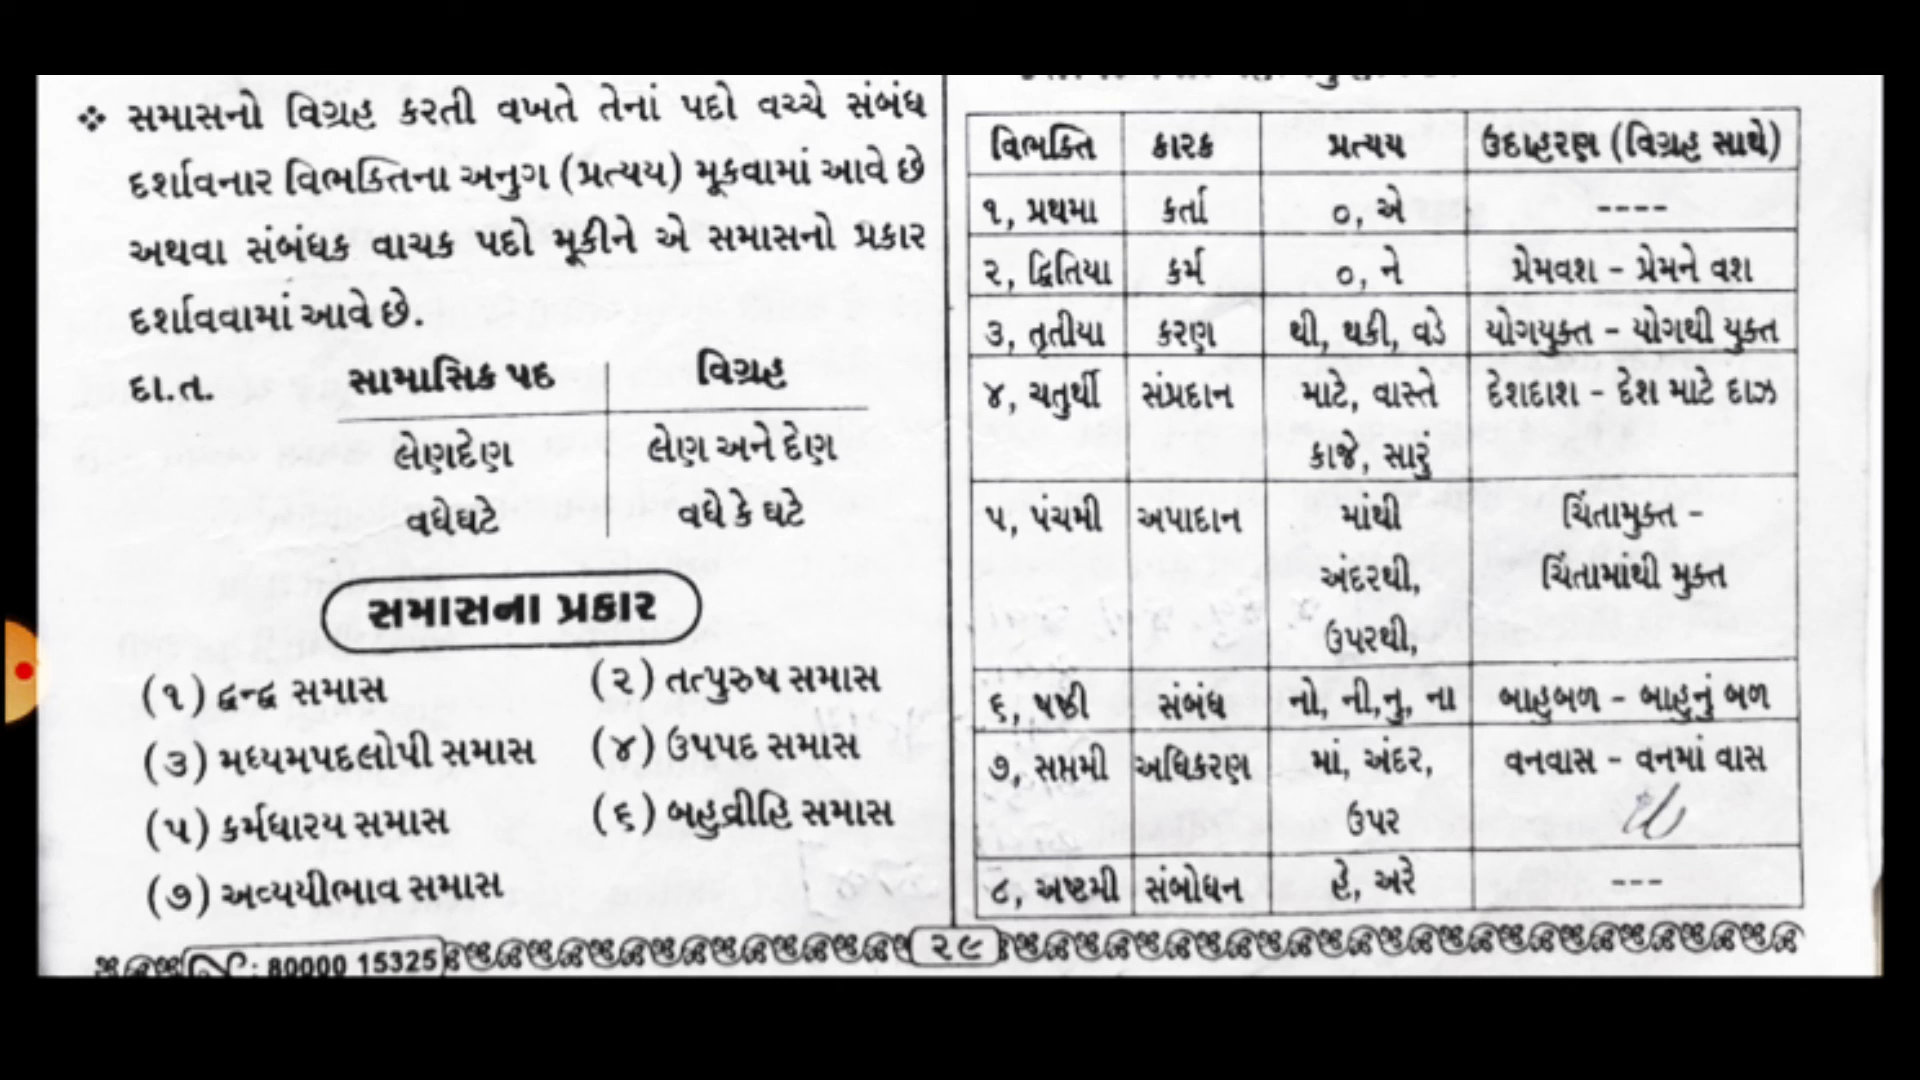 ❖ સમાસનો વિગ્રહ કરતી વખતે તેનાં પદો વચ્ચે સંબંધ
દર્શાવનાર વિભક્તિના અનુગ (પ્રત્યય) મૂકવામાં આવે છે
અથવા સંબંધક વાચક પદો મૂકીને એ સમાસનો પ્રકાર
દર્શાવવામાં આવે છે.
દા.ત. સામાસિક પદ વિગ્રહ
લેણદેણ લેણ અને દેણ
વધેઘટે વધે કે ઘટે
સમાસના પ્રકાર
(૧) દ્વન્દ્વ સમાસ (૨) તત્પુરુષ સમાસ
(૩) મધ્યમપદલોપી સમાસ (૪) ઉપપદ સમાસ
(૫) કર્મધારય સમાસ (૬) બહુવ્રીહિ સમાસ
(૭) અવ્યયીભાવ સમાસ
: 80000 15325
૨૯
વિભક્તિ કારક પ્રત્યય ઉદાહરણ (વિગ્રહ સાથે)
૧, પ્રથમા કર્તા ૦, એ ----
૨, દ્વિતિયા કર્મ ૦, ને પ્રેમવશ - પ્રેમને વશ
૩, તૃતીયા કરણ થી, થકી, વડે યોગયુક્ત - યોગથી યુક્ત
૪, ચતુર્થી સંપ્રદાન માટે, વાસ્તે દેશદાશ - દેશ માટે દાઝ
કાજે, સારું
૫, પંચમી અપાદાન માંથી ચિંતામુક્ત -
અંદરથી, ચિંતામાંથી મુક્ત
ઉપરથી,
૬, ષષ્ઠી સંબંધ નો, ની,નુ, ના બાહુબળ - બાહુનું બળ
૭, સપ્તમી અધિકરણ માં, અંદર, વનવાસ - વનમાં વાસ
ઉપર
૮, અષ્ટમી સંબોધન હે, અરે ---